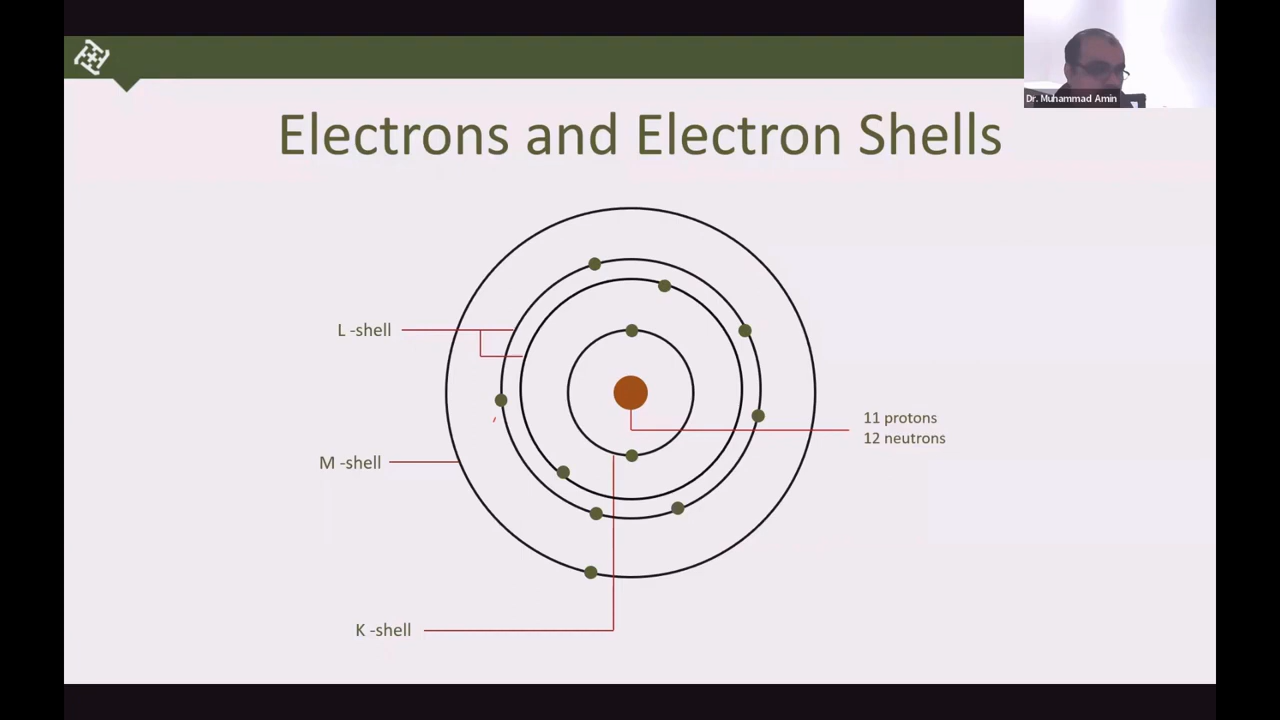 Dr. Muhammad Amin
Electrons and Electron Shells
L -shell
11 protons
12 neutrons
M -shell
K -shell